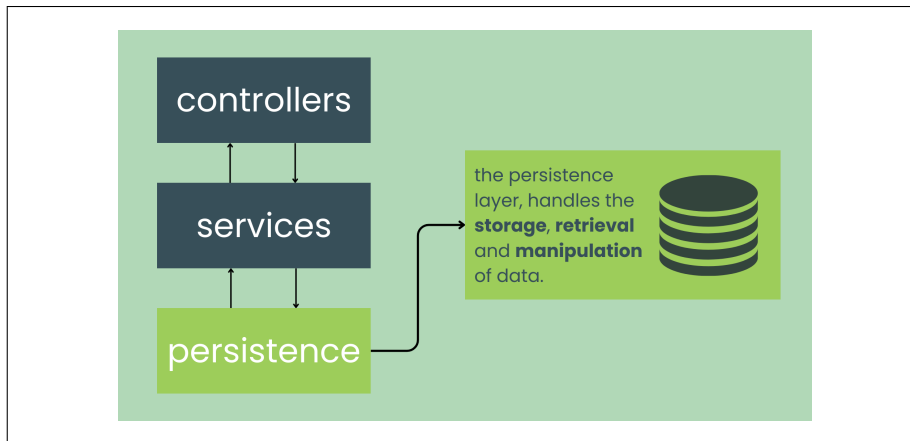 controllers
services
persistence
the persistence
layer, handles the
storage, retrieval
and manipulation
of data.